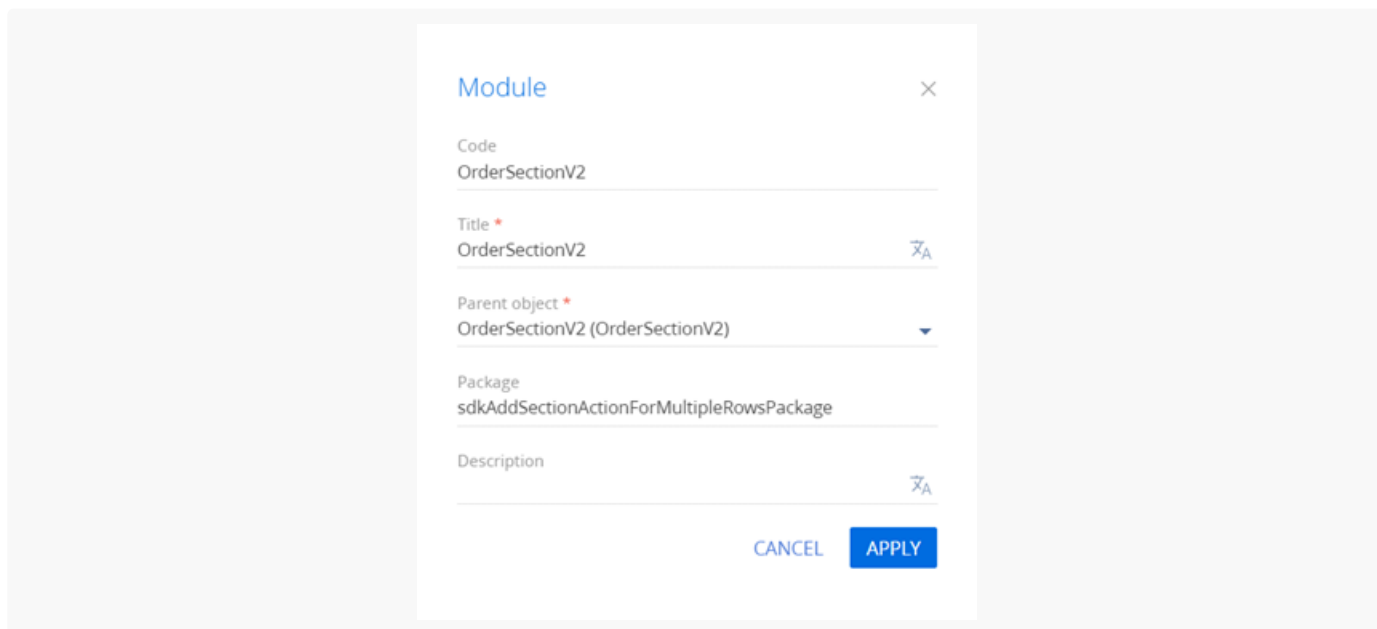 Module
Code
OrderSectionV2
Title *
OrderSectionV2
Parent object *
OrderSectionV2 (OrderSectionV2)
Package
sdkAddSectionActionForMultipleRowsPackage
Description
CANCEL APPLY